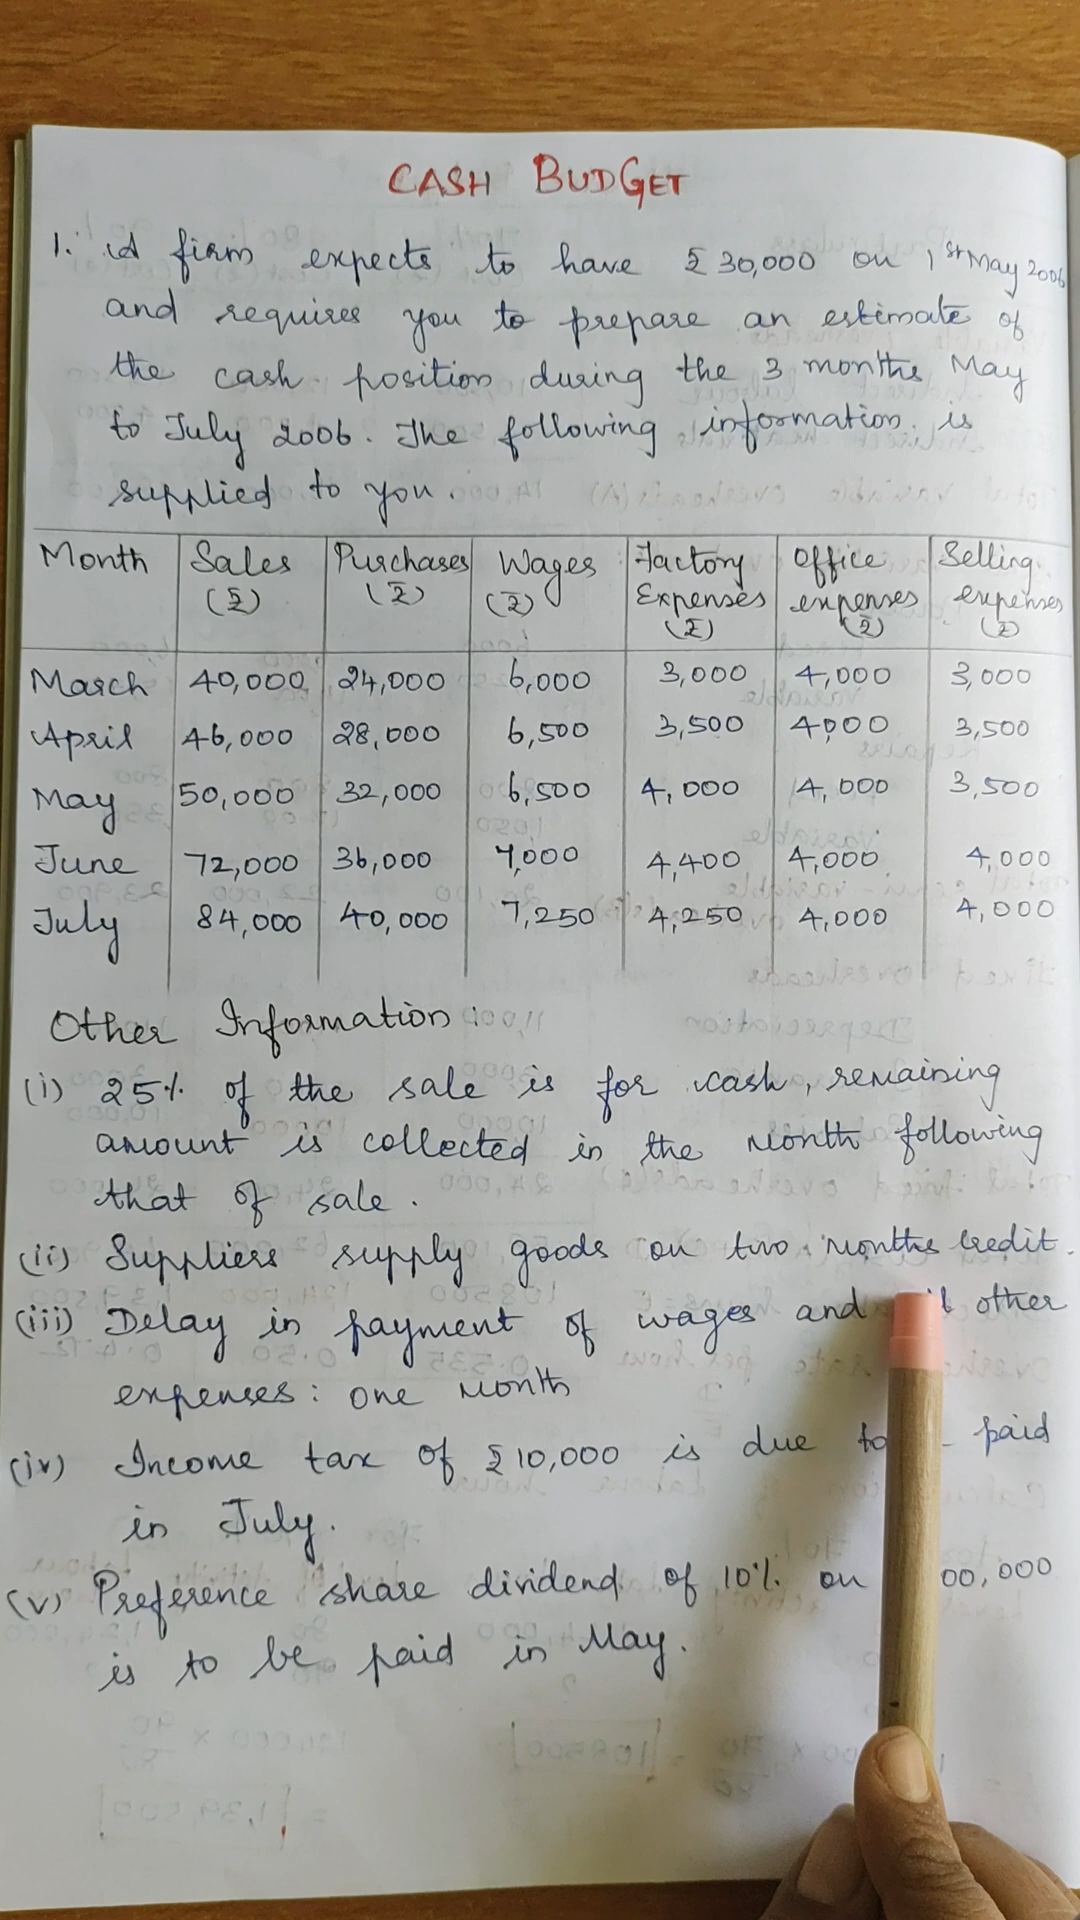 CASH BUDGET
1. A firm expects to have ₹ 30,000 on 1st May 2006
and requires you to prepare an estimate of
the cash position during the 3 months May
to July 2006. The following information is
supplied to you.
Month Sales (₹) Purchases (₹) Wages (₹) Factory Expenses (₹) Office expenses (₹) Selling expenses (₹)
March 40,000 24,000 6,000 3,000 4,000 3,000
April 46,000 28,000 6,500 3,500 4000 3,500
May 50,000 32,000 6,500 4,000 4,000 3,500
June 72,000 36,000 7,000 4,400 4,000 4,000
July 84,000 40,000 7,250 4,250 4,000 4,000
Other Information:
(i) 25% of the sale is for cash, remaining
amount is collected in the month following
that of sale.
(ii) Suppliers supply goods on two months credit.
(iii) Delay in payment of wages and other
expenses: one month
(iv) Income tax of ₹ 10,000 is due to paid
in July.
(v) Preference share dividend of 10% on 00,000
is to be paid in May.